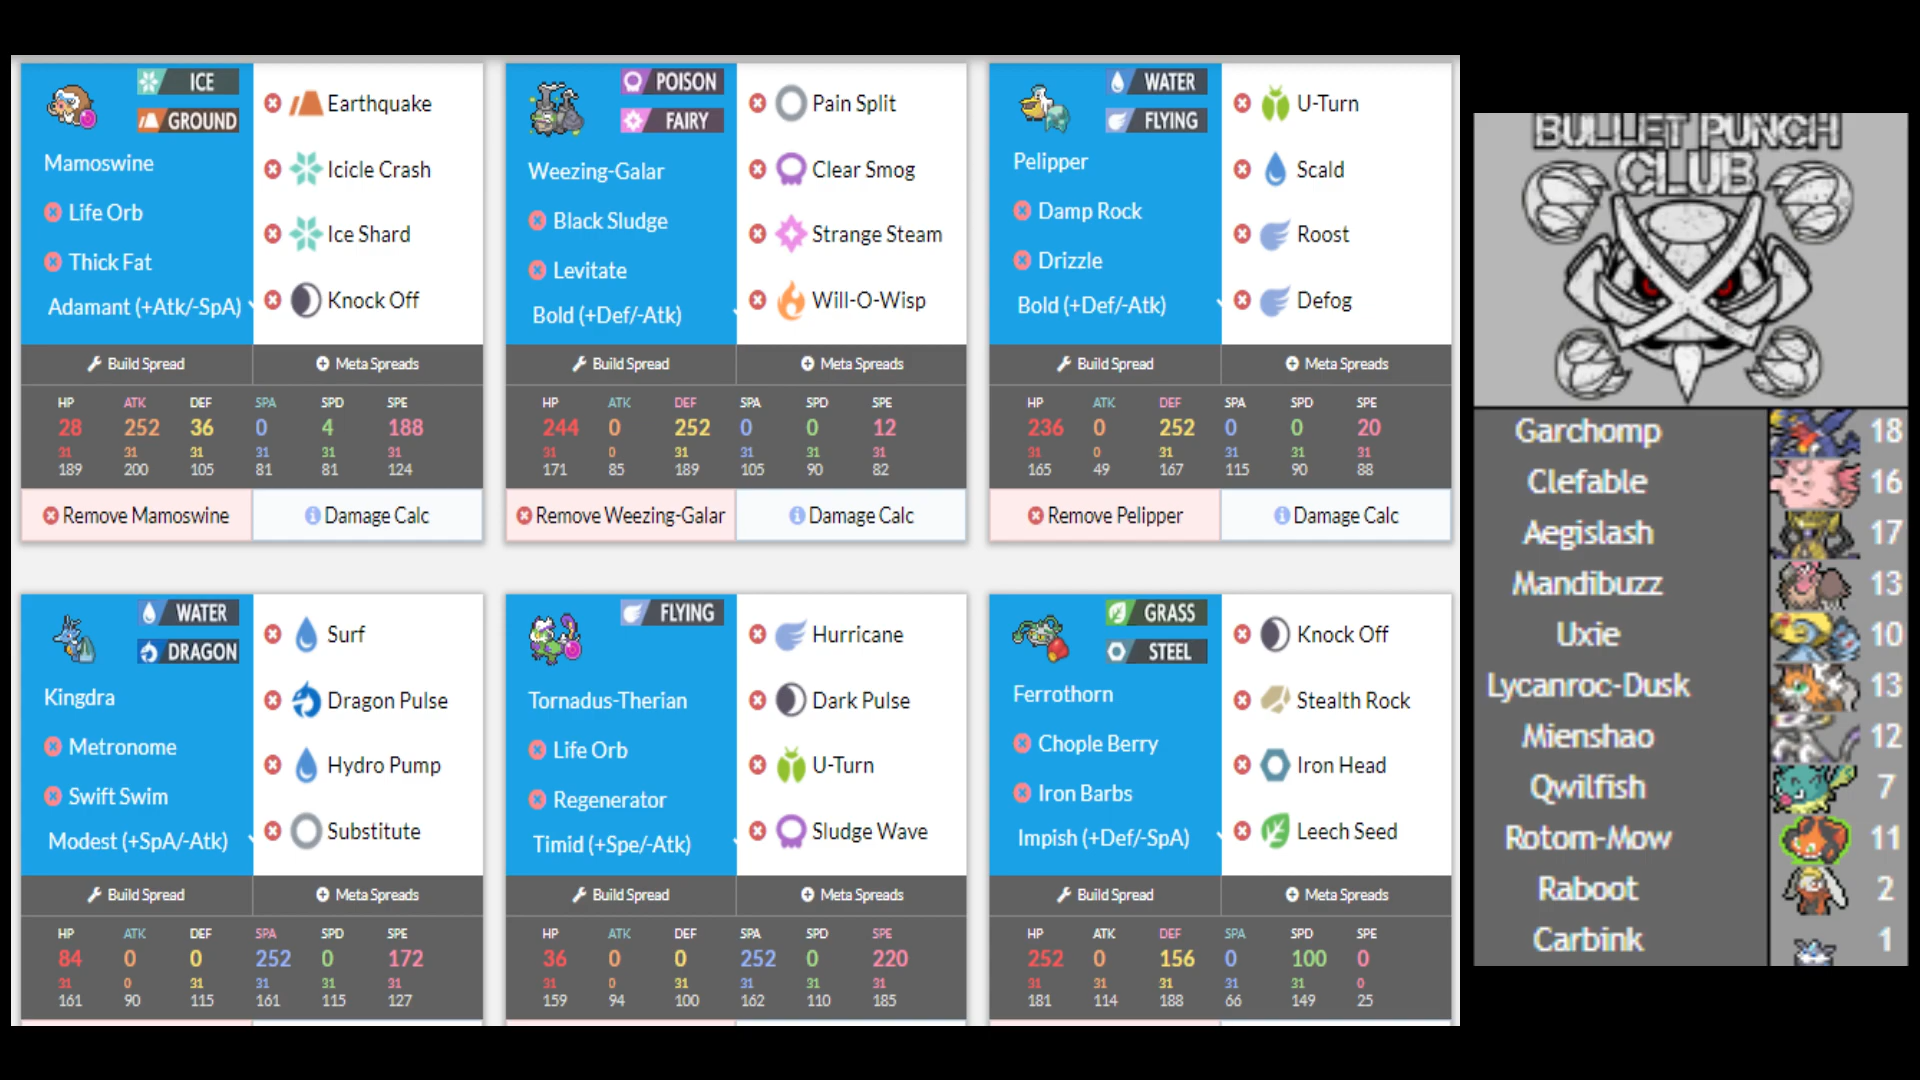 ICE
GROUND
Mamoswine
Life Orb
Thick Fat
Adamant (+Atk/-SpA)
Earthquake
Icicle Crash
Ice Shard
Knock Off
Build Spread
Meta Spreads
HP ATK DEF SPA SPD SPE
28 252 36 0 4 188
31 31 31 31 31 31
189 200 105 81 81 124
Remove Mamoswine
Damage Calc
POISON
FAIRY
Weezing-Galar
Black Sludge
Levitate
Bold (+Def/-Atk)
Pain Split
Clear Smog
Strange Steam
Will-O-Wisp
Build Spread
Meta Spreads
HP ATK DEF SPA SPD SPE
244 0 252 0 0 12
31 0 31 31 31 31
171 85 189 105 90 82
Remove Weezing-Galar
Damage Calc
WATER
FLYING
Pelipper
Damp Rock
Drizzle
Bold (+Def/-Atk)
U-Turn
Scald
Roost
Defog
Build Spread
Meta Spreads
HP ATK DEF SPA SPD SPE
236 0 252 0 0 20
31 0 31 31 31 31
165 49 167 115 90 88
Remove Pelipper
Damage Calc
WATER
DRAGON
Kingdra
Metronome
Swift Swim
Modest (+SpA/-Atk)
Surf
Dragon Pulse
Hydro Pump
Substitute
Build Spread
Meta Spreads
HP ATK DEF SPA SPD SPE
84 0 0 252 0 172
31 0 31 31 31 31
161 90 115 161 115 127
FLYING
Tornadus-Therian
Life Orb
Regenerator
Timid (+Spe/-Atk)
Hurricane
Dark Pulse
U-Turn
Sludge Wave
Build Spread
Meta Spreads
HP ATK DEF SPA SPD SPE
36 0 0 252 0 220
31 0 31 31 31 31
159 94 100 162 110 185
GRASS
STEEL
Ferrothorn
Chople Berry
Iron Barbs
Impish (+Def/-SpA)
Knock Off
Stealth Rock
Iron Head
Leech Seed
Build Spread
Meta Spreads
HP ATK DEF SPA SPD SPE
252 0 156 0 100 0
31 31 31 31 31 0
181 114 188 66 149 25
BULLET PUNCH
CLUB
Garchomp 18
Clefable 16
Aegislash 17
Mandibuzz 13
Uxie 10
Lycanroc-Dusk 13
Mienshao 12
Qwilfish 7
Rotom-Mow 11
Raboot 2
Carbink 1